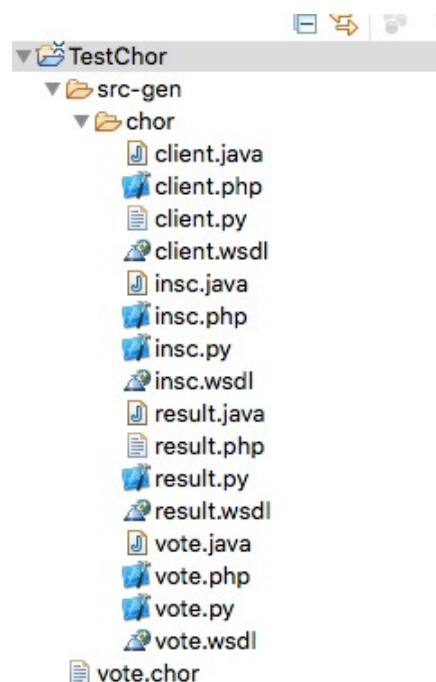 TestChor
src-gen
chor
client.java
client.php
client.py
client.wsdl
insc.java
insc.php
insc.py
insc.wsdl
result.java
result.php
result.py
result.wsdl
vote.java
vote.php
vote.py
vote.wsdl
vote.chor